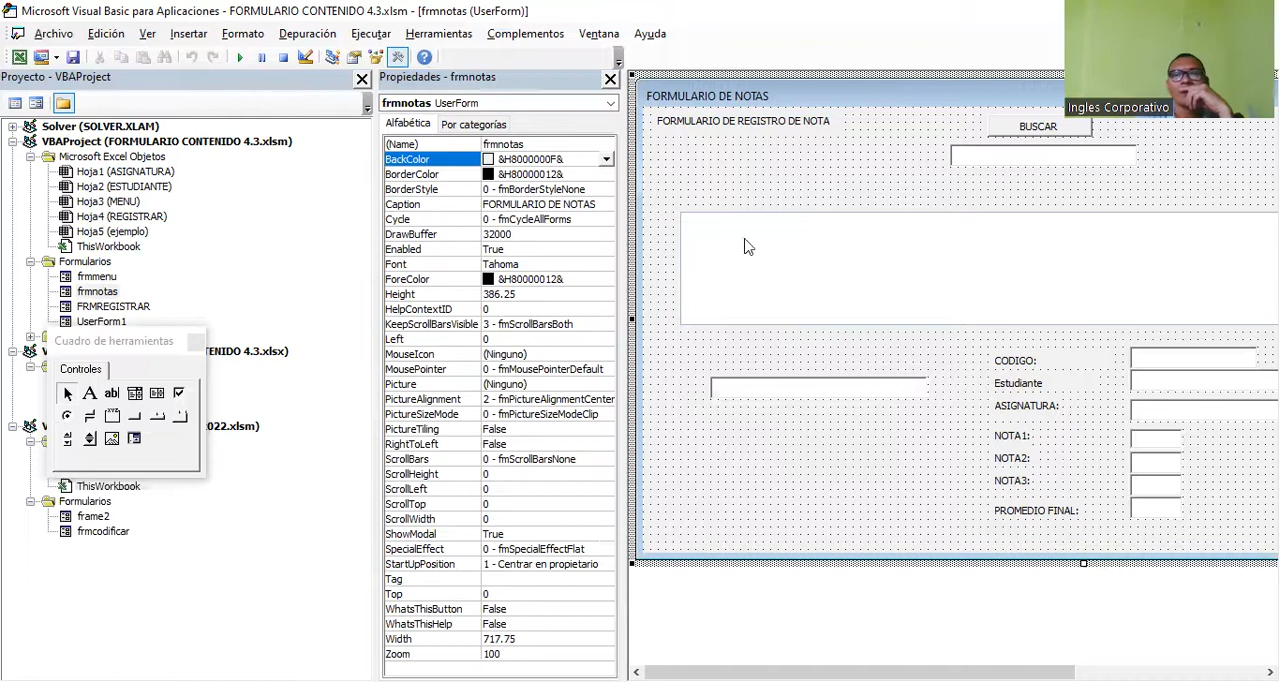 Microsoft Visual Basic para Aplicaciones - FORMULARIO CONTENIDO 4.3.xlsm - [frmnotas (UserForm)]
Archivo Edición Ver Insertar Formato Depuración Ejecutar Herramientas Complementos Ventana Ayuda
Proyecto - VBAProject
Solver (SOLVER.XLAM)
VBAProject (FORMULARIO CONTENIDO 4.3.xlsm)
Microsoft Excel Objetos
Hoja1 (ASIGNATURA)
Hoja2 (ESTUDIANTE)
Hoja3 (MENU)
Hoja4 (REGISTRAR)
Hoja5 (ejemplo)
ThisWorkbook
Formularios
frmmenu
frmnotas
FRMREGISTRAR
UserForm1
Cuadro de herramientas
Controles
ENIDO 4.3.xlsx)
022.xlsm)
ThisWorkbook
Formularios
frame2
frmcodificar
Propiedades - frmnotas
frmnotas UserForm
Alfabética Por categorías
(Name) frmnotas
BackColor &H8000000F&
BorderColor &H80000012&
BorderStyle 0 - fmBorderStyleNone
Caption FORMULARIO DE NOTAS
Cycle 0 - fmCycleAllForms
DrawBuffer 32000
Enabled True
Font Tahoma
ForeColor &H80000012&
Height 386.25
HelpContextID 0
KeepScrollBarsVisible 3 - fmScrollBarsBoth
Left 0
MouseIcon (Ninguno)
MousePointer 0 - fmMousePointerDefault
Picture (Ninguno)
PictureAlignment 2 - fmPictureAlignmentCenter
PictureSizeMode 0 - fmPictureSizeModeClip
PictureTiling False
RightToLeft False
ScrollBars 0 - fmScrollBarsNone
ScrollHeight 0
ScrollLeft 0
ScrollTop 0
ScrollWidth 0
ShowModal True
SpecialEffect 0 - fmSpecialEffectFlat
StartUpPosition 1 - Centrar en propietario
Tag
Top 0
WhatsThisButton False
WhatsThisHelp False
Width 717.75
Zoom 100
FORMULARIO DE NOTAS
FORMULARIO DE REGISTRO DE NOTA
BUSCAR
CODIGO:
Estudiante
ASIGNATURA:
NOTA1:
NOTA2:
NOTA3:
PROMEDIO FINAL:
Ingles Corporativo